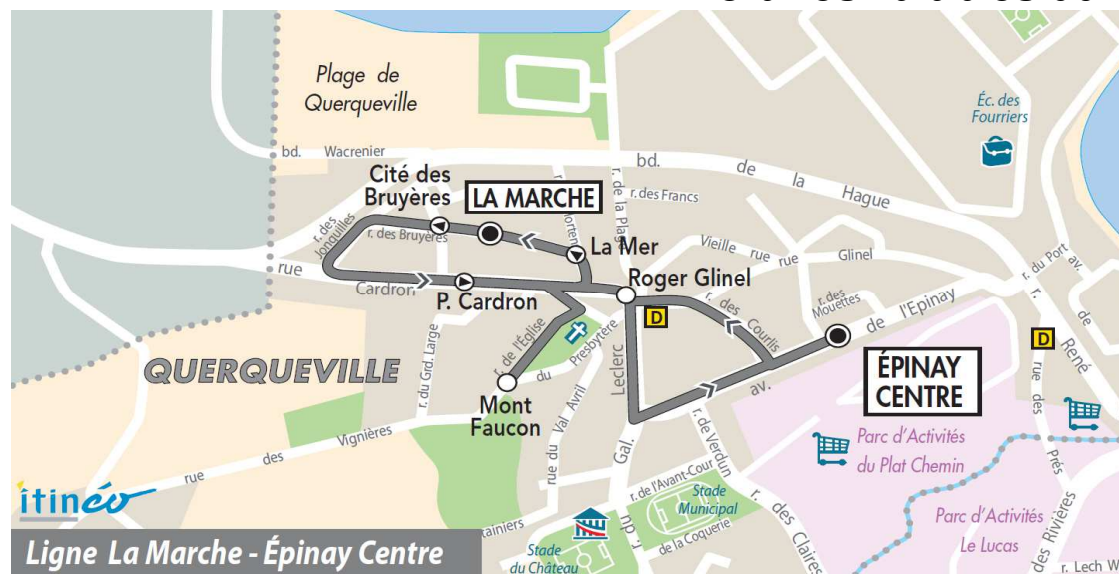 Plage de
Querqueville
Éc. des
Fourriers
bd. Wacrenier
bd. de la Hague
Cité des
Bruyères
LA MARCHE
r. de la Plage
r. des Francs
r. des Jonquilles
r. des Bruyères
La Mer
Vieille rue
rue Glinel
r. du Port
rue Cardron
P. Cardron
Roger Glinel
r. des
Mouettes
r. des Courlis
D
av. de l'Epinay
D
av. de
René
r. de l'Église
du Presbytère
Leclerc
QUERQUEVILLE
r. du Grd. Large
Mont
Faucon
ÉPINAY
CENTRE
rue des Vignières
rue du Val Avril
Gal.
r. du
r. de Verdun
rue des Prés
Parc d'Activités
du Plat Chemin
r. de l'Avant-Cour
Stade
Municipal
de la Coquerie
r. des Claires
Parc d'Activités
Le Lucas
des Rivières
r. Lech W
itinéo
tainiers
Stade
du Château
Ligne La Marche - Épinay Centre